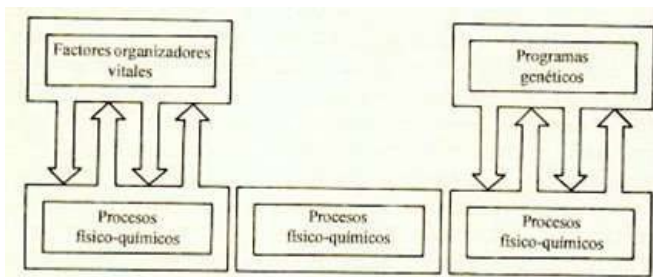 Factores organizadores
vitales
Programas
genéticos
Procesos
físico-químicos
Procesos
físico-químicos
Procesos
físico-químicos